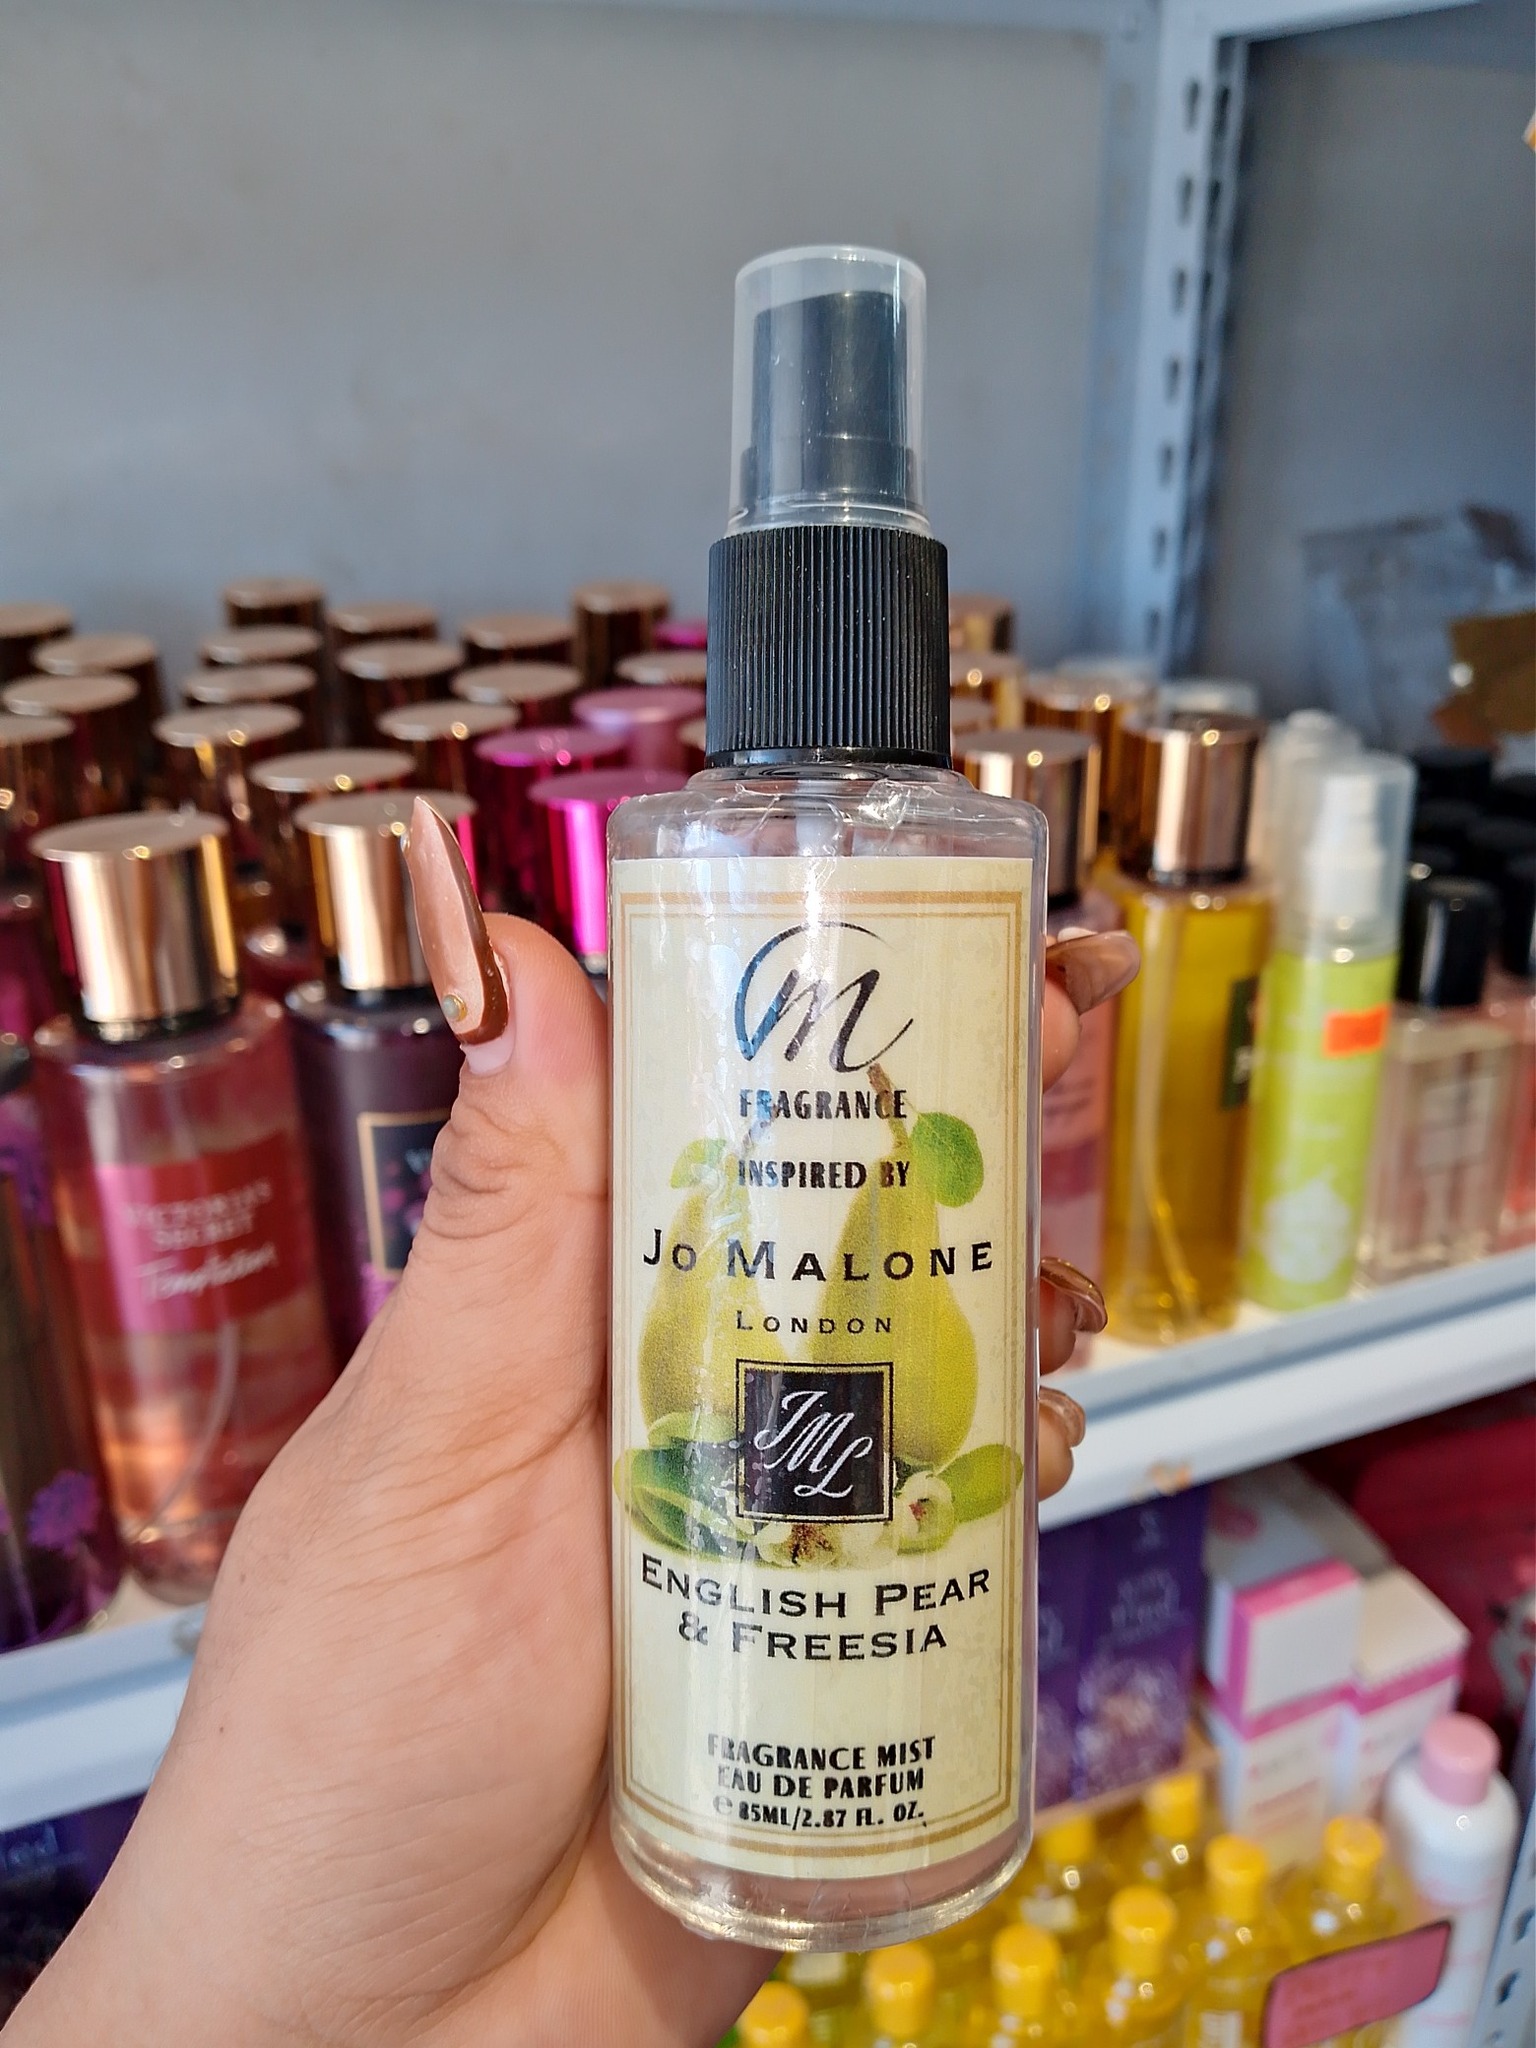 m
FRAGRANCE
INSPIRED BY
JO MALONE
LONDON
JML
ENGLISH PEAR
& FREESIA
FRAGRANCE MIST
EAU DE PARFUM
℮ 85ML/2.87 FL. OZ.
VICTORIA'S
SECRET
Temptation